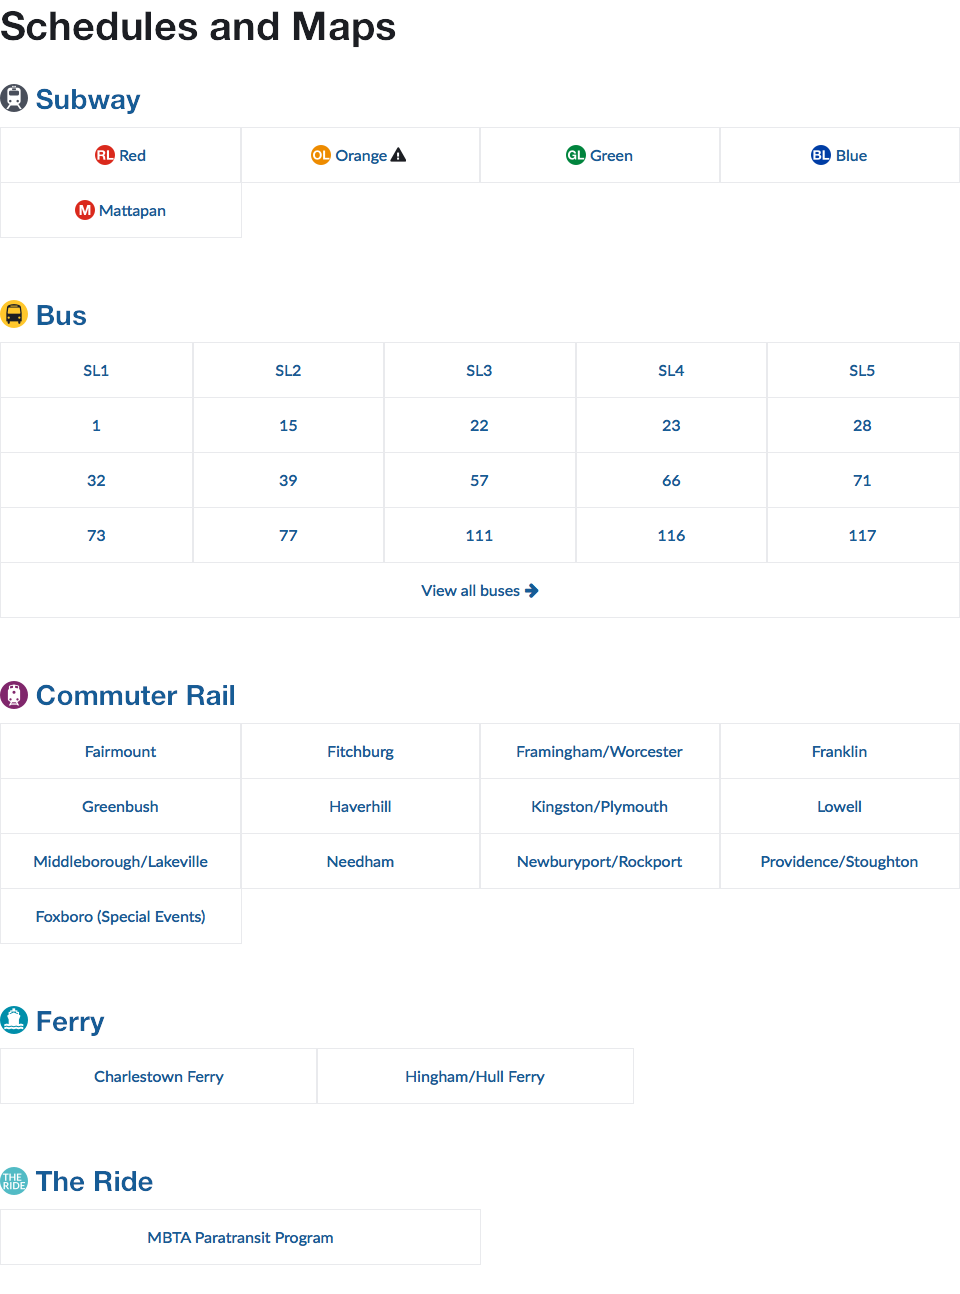 Schedules and Maps
Subway
RL Red OL Orange GL Green BL Blue
M Mattapan
Bus
SL1 SL2 SL3 SL4 SL5
1 15 22 23 28
32 39 57 66 71
73 77 111 116 117
View all buses
Commuter Rail
Fairmount Fitchburg Framingham/Worcester Franklin
Greenbush Haverhill Kingston/Plymouth Lowell
Middleborough/Lakeville Needham Newburyport/Rockport Providence/Stoughton
Foxboro (Special Events)
Ferry
Charlestown Ferry Hingham/Hull Ferry
THE RIDE The Ride
MBTA Paratransit Program